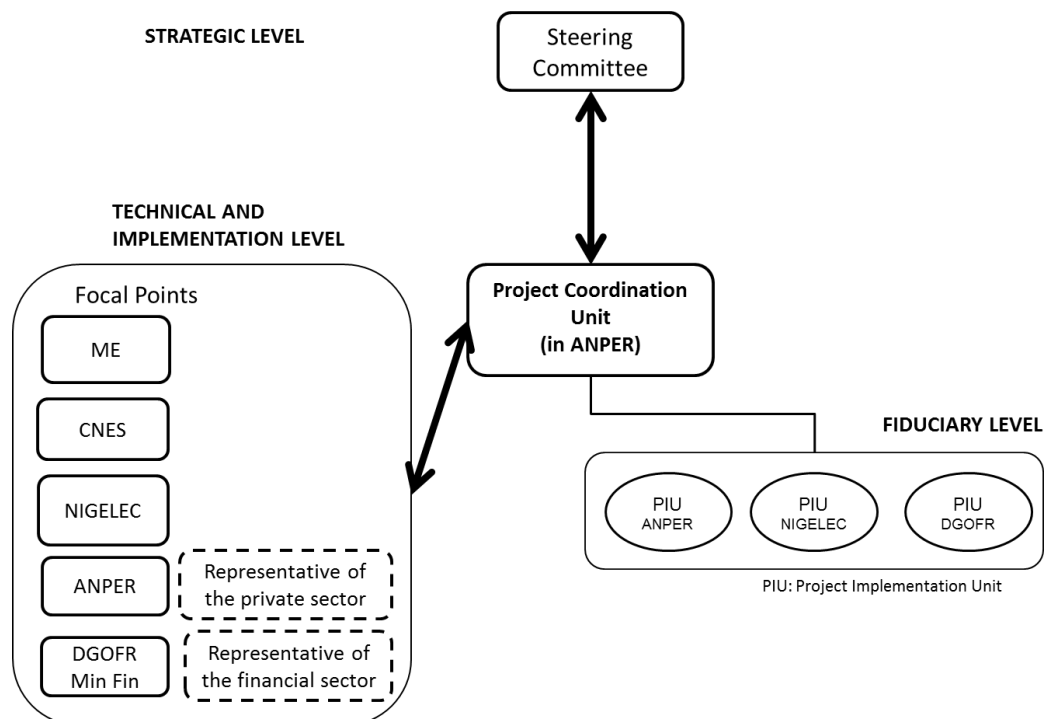 STRATEGIC LEVEL
Steering
Committee
TECHNICAL AND
IMPLEMENTATION LEVEL
Project Coordination
Unit
(in ANPER)
Focal Points
ME
CNES
NIGELEC
ANPER
Representative of
the private sector
DGOFR
Min Fin
Representative of
the financial sector
FIDUCIARY LEVEL
PIU
ANPER
PIU
NIGELEC
PIU
DGOFR
PIU: Project Implementation Unit